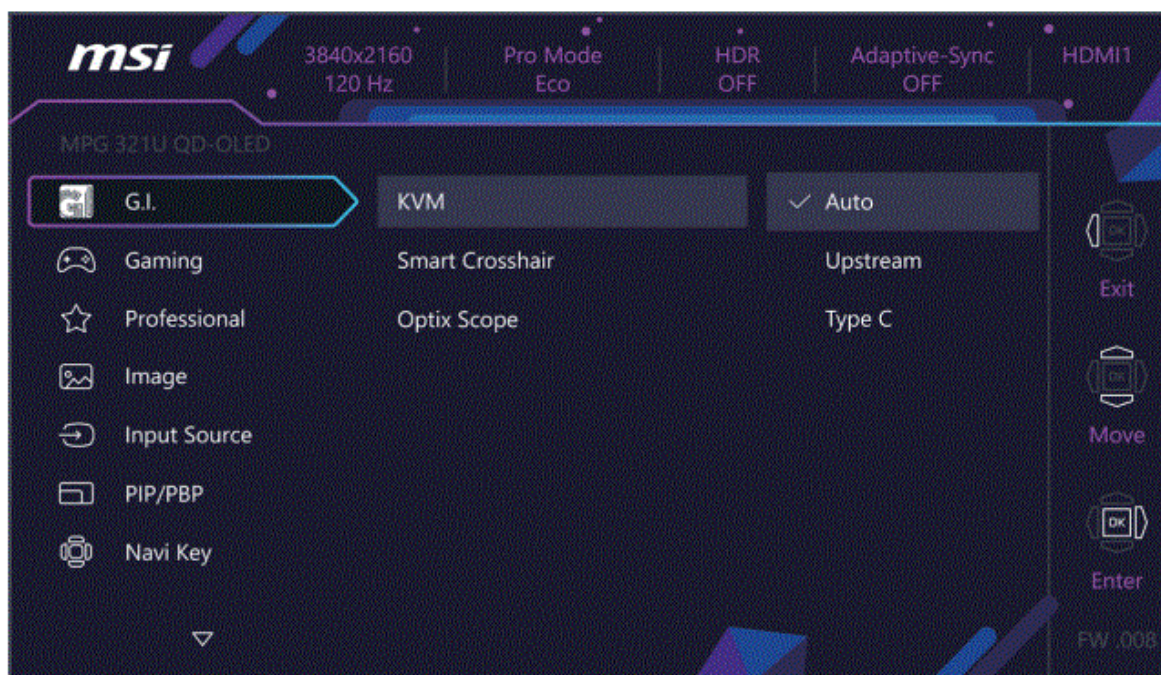 msi
3840x2160 Pro Mode HDR Adaptive-Sync HDMI1
120 Hz Eco OFF OFF
MPG 321U QD-OLED
G.I. KVM ✓ Auto
Gaming Smart Crosshair Upstream
Exit
Professional Optix Scope Type C
Image
Input Source Move
PIP/PBP
OK
Navi Key
Enter
FW .008